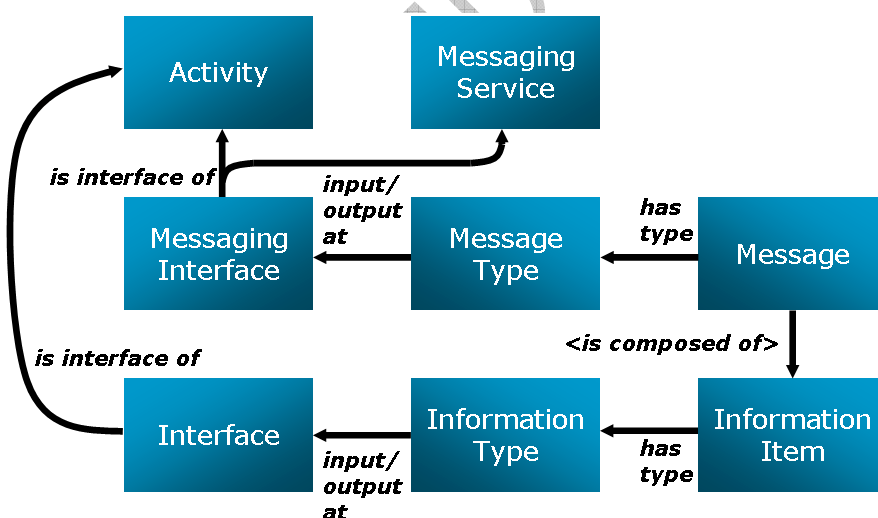 Activity
Messaging
Service
is interface of
input/
output
at
has
type
Messaging
Interface
Message
Type
Message
<is composed of>
is interface of
Interface
Information
Type
Information
Item
input/
output
at
has
type